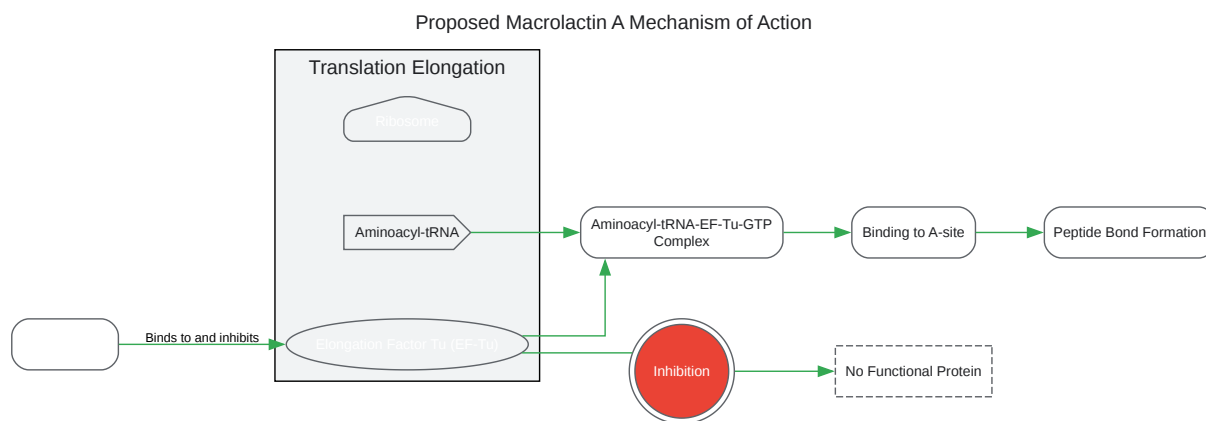 Proposed Macrolactin A Mechanism of Action
Translation Elongation
Ribosome
Aminoacyl-tRNA
Aminoacyl-tRNA-EF-Tu-GTP
Complex
Binding to A-site
Peptide Bond Formation
Binds to and inhibits
Elongation Factor Tu (EF-Tu)
Inhibition
No Functional Protein